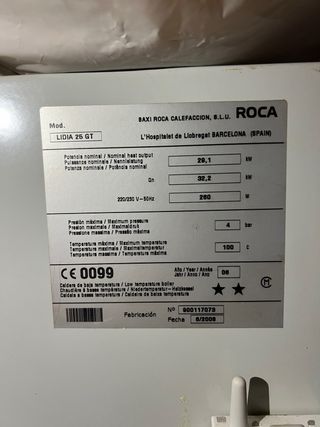 BAXI ROCA CALEFACCION, S.L.U. ROCA
Mod.
LIDIA 25 GT
L'Hospitalet de Llobregat BARCELONA (SPAIN)
Potencia nominal / Nominal heat output
Puissance nominale / Nennleistung
Potenza nominale / Potência nominal
29,1 kW
Qn 32,2 kW
220/230 V~50Hz 260 W
Presión máxima / Maximum pressure
Pression maximale / Maximaldruck
Pressione massima / Pressão máxima
4 bar
Temperatura máxima / Maximum temperature
Température maximale / Maximaltemperatur
Temperatura massima / Temperatura máxima
100 C
CE 0099
Año / Year / Année
Jahr / Anno / Ano
06
Caldera de baja temperatura / Low temperature boiler
Chaudière à basse température / Niedertemperatur-Heizkessel
Caldaia a bassa temperatura / Caldeira de baixa temperatura
Nº 900117073
Fabricación
Fecha 6/2006